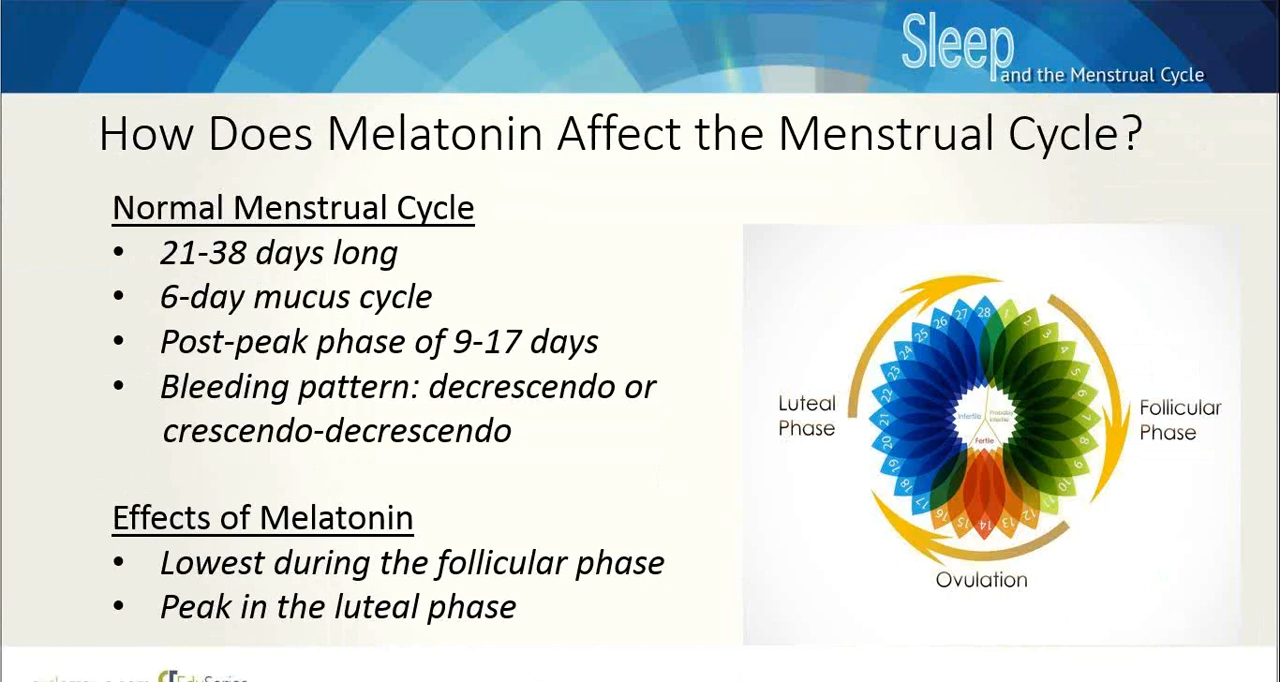 Sleep
and the Menstrual Cycle
How Does Melatonin Affect the Menstrual Cycle?
Normal Menstrual Cycle
• 21-38 days long
• 6-day mucus cycle
• Post-peak phase of 9-17 days
• Bleeding pattern: decrescendo or
crescendo-decrescendo
Effects of Melatonin
• Lowest during the follicular phase
• Peak in the luteal phase
Luteal
Phase
Follicular
Phase
Ovulation
Infertile
Probably
Infertile
Fertile
1
2
3
4
5
6
7
8
9
10
11
12
13
14
15
16
17
18
19
20
21
22
23
24
25
26
27
28
EduSeries